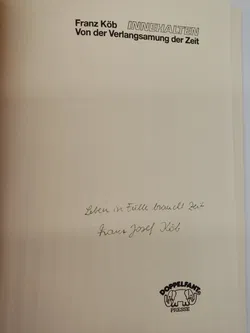 Franz Köb INNEHALTEN
Von der Verlangsamung der Zeit
Leben in Fülle braucht Zeit
Franz Josef Köb
DOPPELFANT
PRESSE